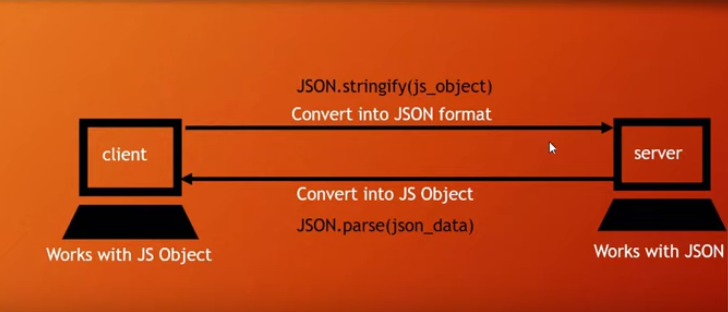 JSON.stringify(js_object)
Convert into JSON format
client
server
Convert into JS Object
JSON.parse(json_data)
Works with JS Object
Works with JSON